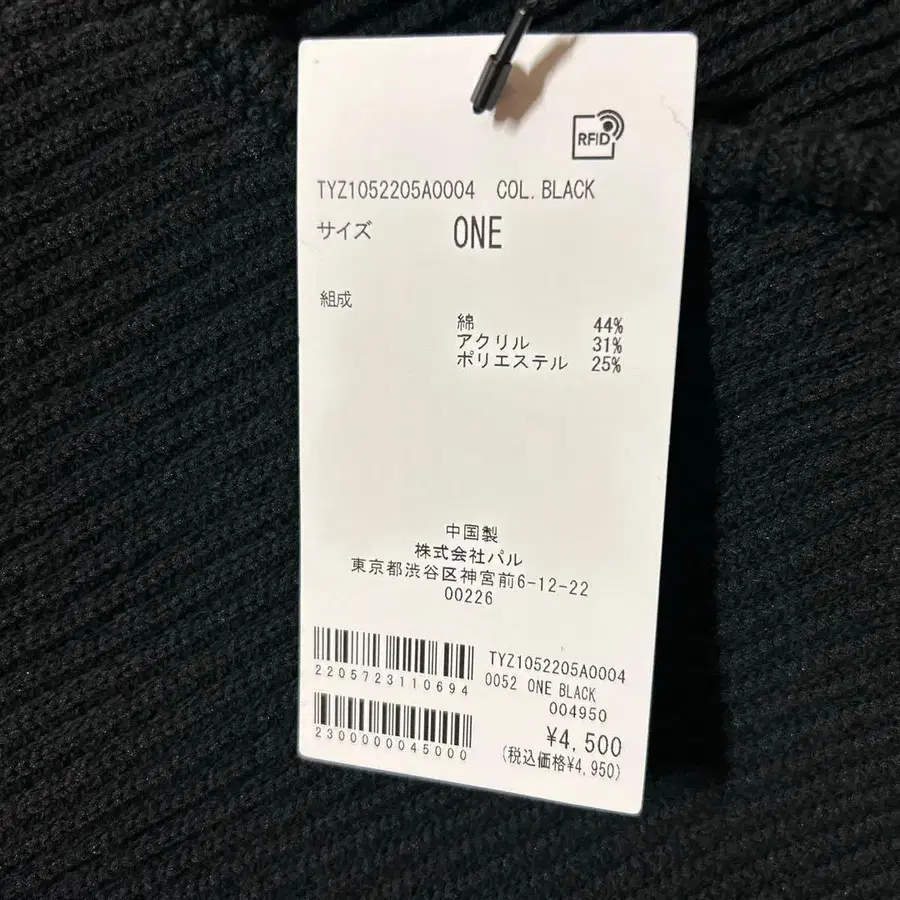 RFID
TYZ1052205A0004 COL. BLACK
サイズ ONE
組成
綿 44%
アクリル 31%
ポリエステル 25%
中国製
株式会社パル
東京都渋谷区神宮前6-12-22
00226
2205723110694
TYZ1052205A0004
0052 ONE BLACK
004950
2300000045000
¥4,500
(税込価格¥4,950)